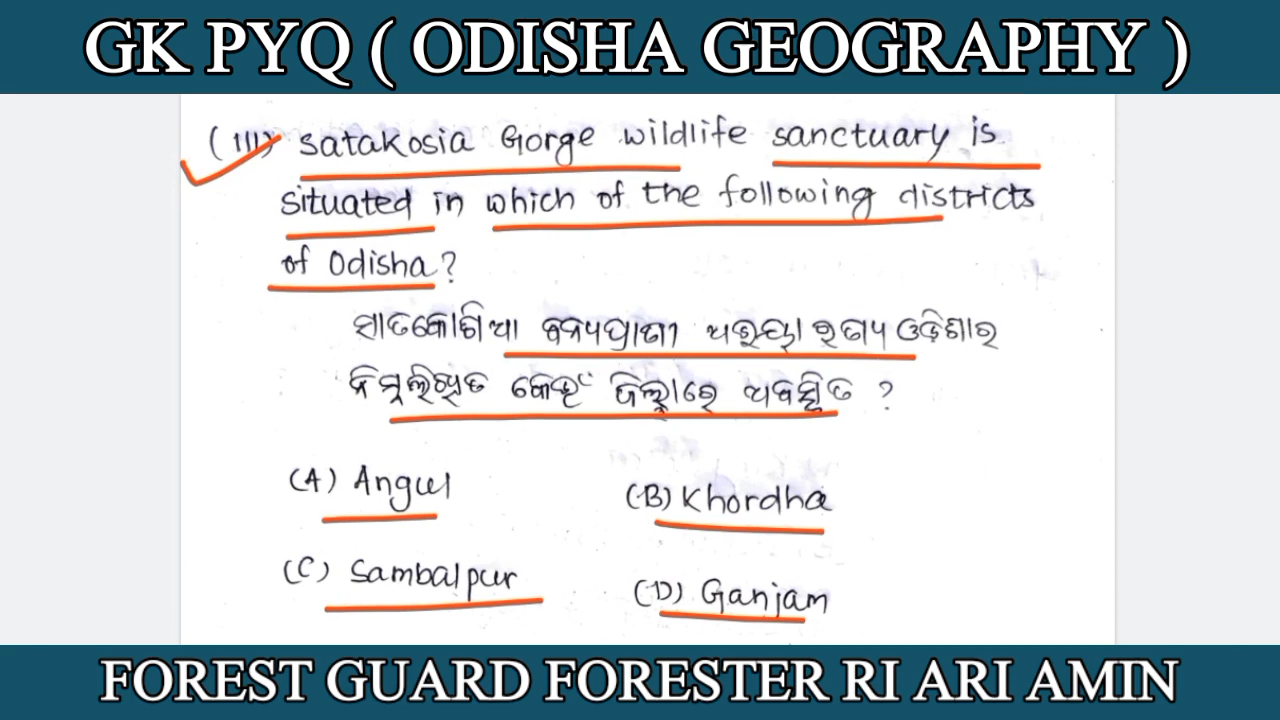 GK PYQ ( ODISHA GEOGRAPHY )
(III) Satakosia Gorge wildlife sanctuary is
situated in which of the following districts
of Odisha?
ସାତକୋଶିଆ ବନ୍ୟପ୍ରାଣୀ ଅଭୟାରଣ୍ୟ ଓଡ଼ିଶାର
ନିମ୍ନଲିଖିତ କେଉଁ ଜିଲ୍ଲାରେ ଅବସ୍ଥିତ ?
(A) Angul
(B) Khordha
(C) Sambalpur
(D) Ganjam
FOREST GUARD FORESTER RI ARI AMIN